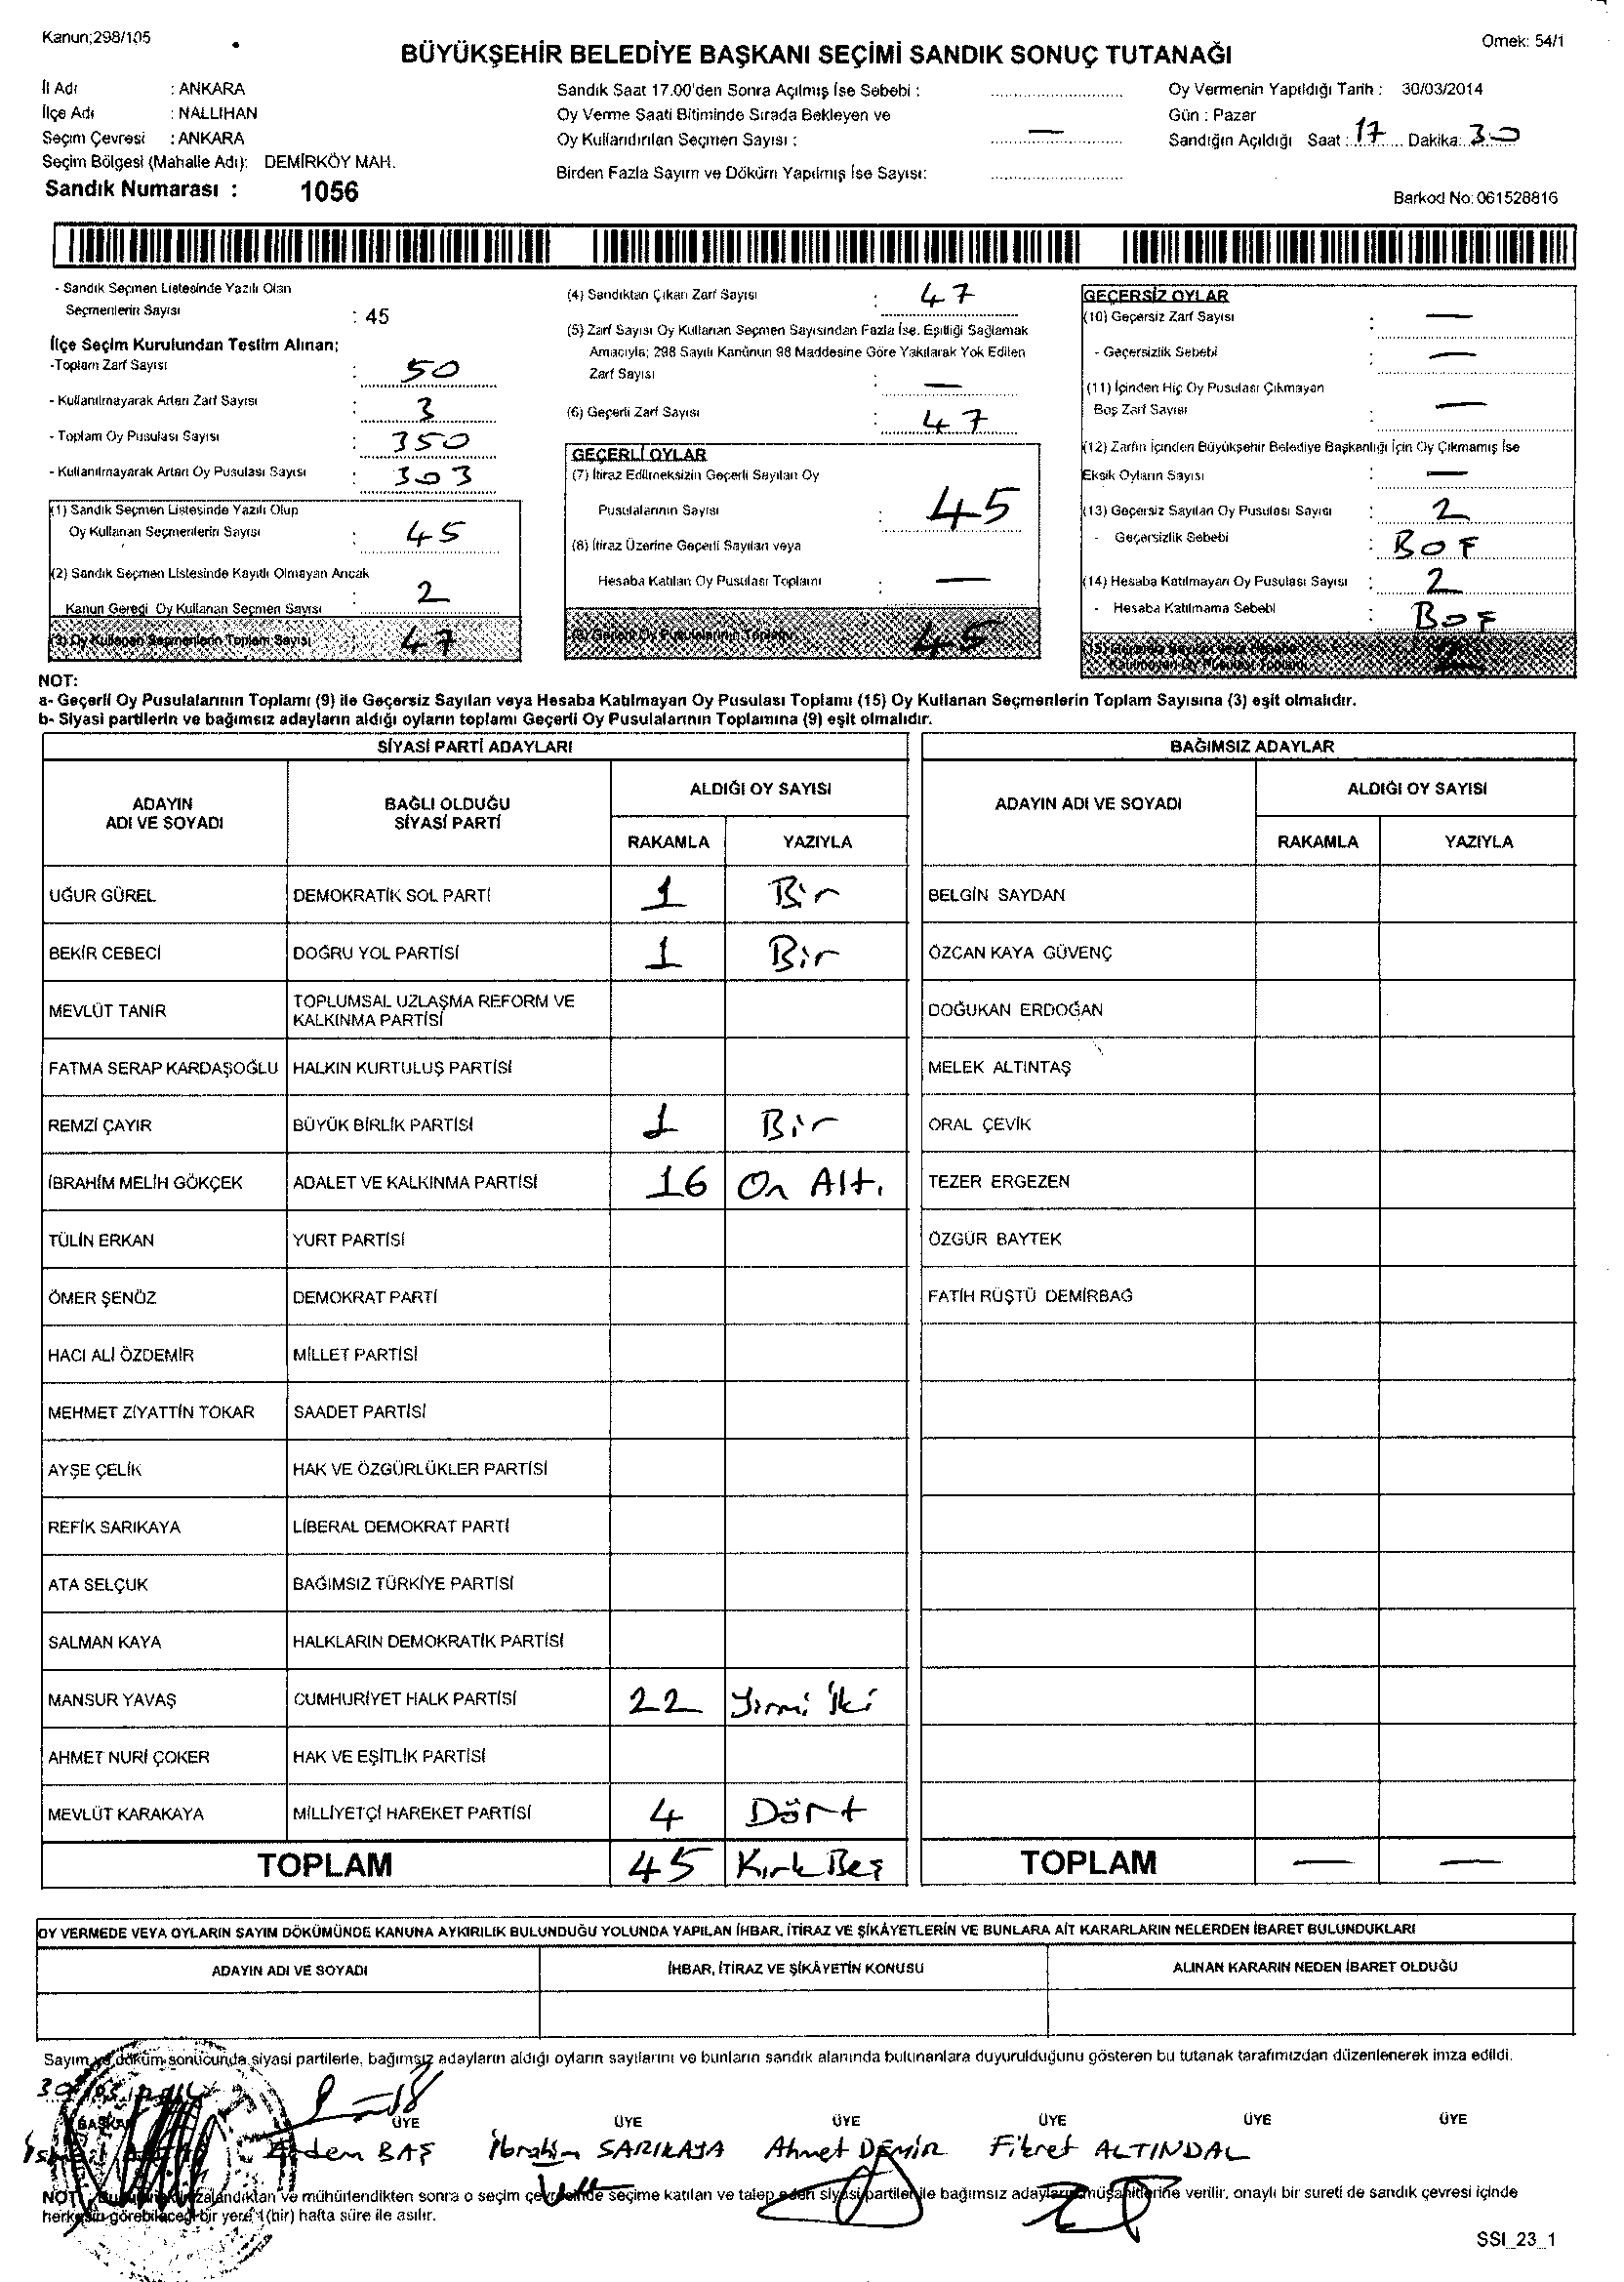 Kanun;298/105
Örnek: 54/1
BÜYÜKŞEHİR BELEDİYE BAŞKANI SEÇİMİ SANDIK SONUÇ TUTANAĞI
İl Adı : ANKARA
İlçe Adı : NALLIHAN
Seçim Çevresi : ANKARA
Seçim Bölgesi (Mahalle Adı): DEMİRKÖY MAH.
Sandık Numarası : 1056
Sandık Saat 17.00'den Sonra Açılmış İse Sebebi :
Oy Verme Saati Bitiminde Sırada Bekleyen ve
Oy Kullandırılan Seçmen Sayısı : —
Birden Fazla Sayım ve Döküm Yapılmış İse Sayısı:
Oy Vermenin Yapıldığı Tarih : 30/03/2014
Gün : Pazar
Sandığın Açıldığı Saat : 17 Dakika: 30
Barkod No: 061528816
- Sandık Seçmen Listesinde Yazılı Olan
Seçmenlerin Sayısı : 45
İlçe Seçim Kurulundan Teslim Alınan;
-Toplam Zarf Sayısı : 50
- Kullanılmayarak Artan Zarf Sayısı : 3
- Toplam Oy Pusulası Sayısı : 350
- Kullanılmayarak Artan Oy Pusulası Sayısı : 303
(1) Sandık Seçmen Listesinde Yazılı Olup
Oy Kullanan Seçmenlerin Sayısı : 45
(2) Sandık Seçmen Listesinde Kayıtlı Olmayan Ancak
Kanun Gereği Oy Kullanan Seçmen Sayısı : 2
(3) Oy Kullanan Seçmenlerin Toplam Sayısı : 47
(4) Sandıktan Çıkan Zarf Sayısı : 47
(5) Zarf Sayısı Oy Kullanan Seçmen Sayısından Fazla İse, Eşitliği Sağlamak
Amacıyla; 298 Sayılı Kanunun 98 Maddesine Göre Yakılarak Yok Edilen
Zarf Sayısı : —
(6) Geçerli Zarf Sayısı : 47
GEÇERLİ OYLAR
(7) İtiraz Edilmeksizin Geçerli Sayılan Oy
Pusulalarının Sayısı : 45
(8) İtiraz Üzerine Geçerli Sayılan veya
Hesaba Katılan Oy Pusulası Toplamı : —
(9) Geçerli Oy Pusulalarının Toplamı 45
GEÇERSİZ OYLAR
(10) Geçersiz Zarf Sayısı : —
- Geçersizlik Sebebi : —
(11) İçinden Hiç Oy Pusulası Çıkmayan
Boş Zarf Sayısı : —
(12) Zarfın İçinden Büyükşehir Belediye Başkanlığı İçin Oy Çıkmamış İse
Eksik Oyların Sayısı : —
(13) Geçersiz Sayılan Oy Pusulası Sayısı : 2
- Geçersizlik Sebebi : BOF
(14) Hesaba Katılmayan Oy Pusulası Sayısı : 2
- Hesaba Katılmama Sebebi : BOF
(15) Geçersiz Sayılan veya Hesaba
Katılmayan Oy Pusulası Toplamı 2
NOT:
a- Geçerli Oy Pusulalarının Toplamı (9) ile Geçersiz Sayılan veya Hesaba Katılmayan Oy Pusulası Toplamı (15) Oy Kullanan Seçmenlerin Toplam Sayısına (3) eşit olmalıdır.
b- Siyasi partilerin ve bağımsız adayların aldığı oyların toplamı Geçerli Oy Pusulalarının Toplamına (9) eşit olmalıdır.
SİYASİ PARTİ ADAYLARI
ADAYIN ADI VE SOYADI
BAĞLI OLDUĞU SİYASİ PARTİ
ALDIĞI OY SAYISI
RAKAMLA YAZIYLA
UĞUR GÜREL DEMOKRATİK SOL PARTİ 1 Bir
BEKİR CEBECİ DOĞRU YOL PARTİSİ 1 Bir
MEVLÜT TANIR TOPLUMSAL UZLAŞMA REFORM VE
KALKINMA PARTİSİ
FATMA SERAP KARDAŞOĞLU HALKIN KURTULUŞ PARTİSİ
REMZİ ÇAYIR BÜYÜK BİRLİK PARTİSİ 1 Bir
İBRAHİM MELİH GÖKÇEK ADALET VE KALKINMA PARTİSİ 16 On Altı
TÜLİN ERKAN YURT PARTİSİ
ÖMER ŞENÖZ DEMOKRAT PARTİ
HACI ALİ ÖZDEMİR MİLLET PARTİSİ
MEHMET ZİYATTİN TOKAR SAADET PARTİSİ
AYŞE ÇELİK HAK VE ÖZGÜRLÜKLER PARTİSİ
REFİK SARIKAYA LİBERAL DEMOKRAT PARTİ
ATA SELÇUK BAĞIMSIZ TÜRKİYE PARTİSİ
SALMAN KAYA HALKLARIN DEMOKRATİK PARTİSİ
MANSUR YAVAŞ CUMHURİYET HALK PARTİSİ 22 Yirmi İki
AHMET NURİ ÇOKER HAK VE EŞİTLİK PARTİSİ
MEVLÜT KARAKAYA MİLLİYETÇİ HAREKET PARTİSİ 4 Dört
TOPLAM 45 Kırk Beş
BAĞIMSIZ ADAYLAR
ADAYIN ADI VE SOYADI
ALDIĞI OY SAYISI
RAKAMLA YAZIYLA
BELGİN SAYDAN
ÖZCAN KAYA GÜVENÇ
DOĞUKAN ERDOĞAN
MELEK ALTINTAŞ
ORAL ÇEVİK
TEZER ERGEZEN
ÖZGÜR BAYTEK
FATİH RÜŞTÜ DEMİRBAĞ
TOPLAM — —
OY VERMEDE VEYA OYLARIN SAYIM DÖKÜMÜNDE KANUNA AYKIRILIK BULUNDUĞU YOLUNDA YAPILAN İHBAR, İTİRAZ VE ŞİKÂYETLERİN VE BUNLARA AİT KARARLARIN NELERDEN İBARET BULUNDUKLARI
ADAYIN ADI VE SOYADI İHBAR, İTİRAZ VE ŞİKÂYETİN KONUSU ALINAN KARARIN NEDEN İBARET OLDUĞU
Sayım ve döküm sonucunda siyasi partilerle, bağımsız adayların aldığı oyların sayılarını ve bunların sandık alanında bulunanlara duyurulduğunu gösteren bu tutanak tarafımızdan düzenlenerek imza edildi.
30/03/2014
BAŞKAN ÜYE ÜYE ÜYE ÜYE ÜYE ÜYE
BAŞ İbrahim SARIKAYA Ahmet DEMİR Fikret ALTINDAL
NOT: imzalandıktan ve mühürlendikten sonra o seçim çevresinde seçime katılan ve talep eden siyasi partiler ile bağımsız adayların müşahitlerine verilir, onaylı bir sureti de sandık çevresi içinde
herkesin görebileceği bir yere 1(bir) hafta süre ile asılır.
SSI_23_1